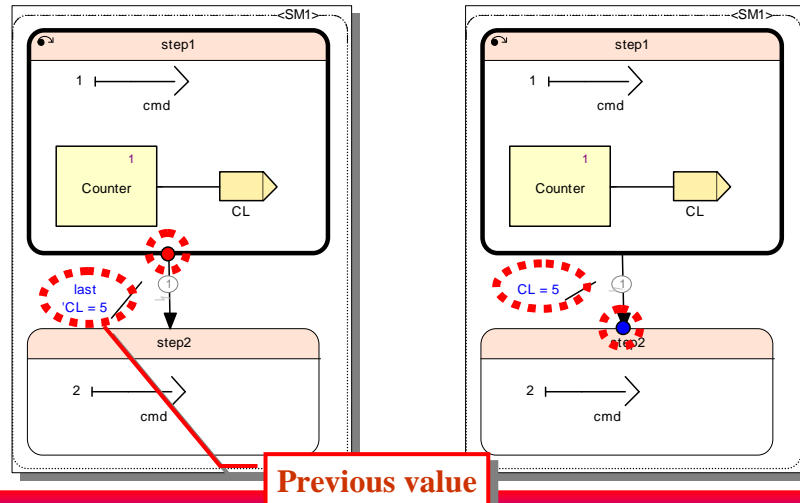 <SM1>
step1
1
cmd
1
Counter
CL
last
'CL = 5
1
step2
2
cmd
<SM1>
step1
1
cmd
1
Counter
CL
CL = 5
1
step2
2
cmd
Previous value